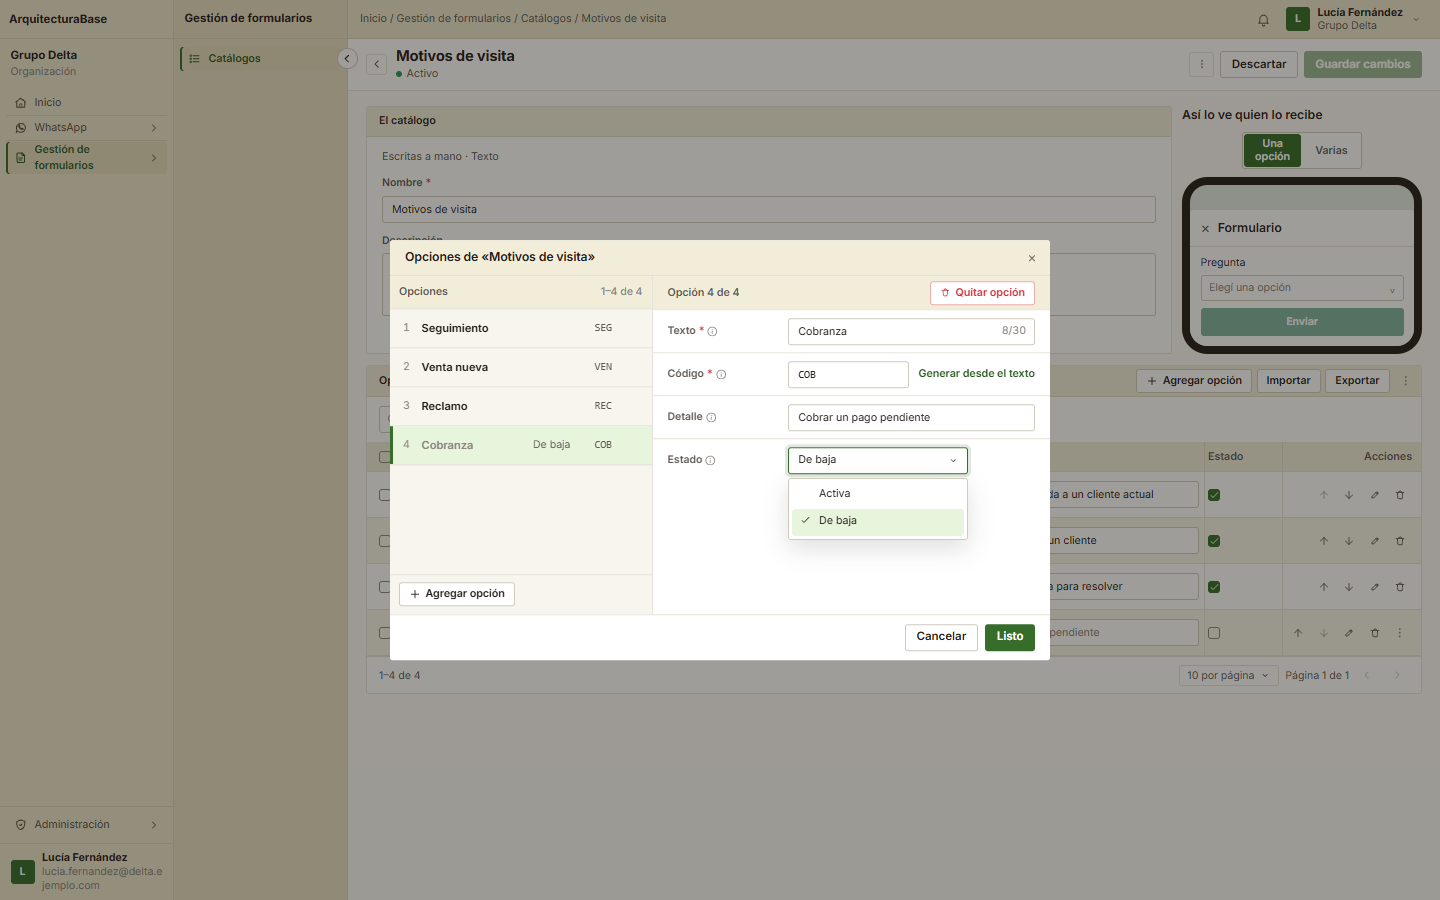 ArquitecturaBase
Gestión de formularios
Inicio / Gestión de formularios / Catálogos / Motivos de visita
L
Lucía Fernández
Grupo Delta
Grupo Delta
Organización
Inicio
WhatsApp
Gestión de
formularios
Catálogos
Motivos de visita
Activo
Descartar
Guardar cambios
El catálogo
Escritas a mano · Texto
Nombre *
Motivos de visita
Descripción
Así lo ve quien lo recibe
Una
opción
Varias
Formulario
Pregunta
Elegí una opción
Enviar
Opciones de «Motivos de visita»
Opciones
1–4 de 4
1 Seguimiento SEG
2 Venta nueva VEN
3 Reclamo REC
4 Cobranza De baja COB
Agregar opción
Opción 4 de 4
Quitar opción
Texto *
Cobranza
8/30
Código *
COB
Generar desde el texto
Detalle
Cobrar un pago pendiente
Estado
De baja
Activa
De baja
Cancelar
Listo
Agregar opción
Importar
Exportar
Estado
Acciones
da a un cliente actual
un cliente
a para resolver
pendiente
1–4 de 4
10 por página
Página 1 de 1
Administración
L
Lucía Fernández
lucia.fernandez@delta.e
jemplo.com